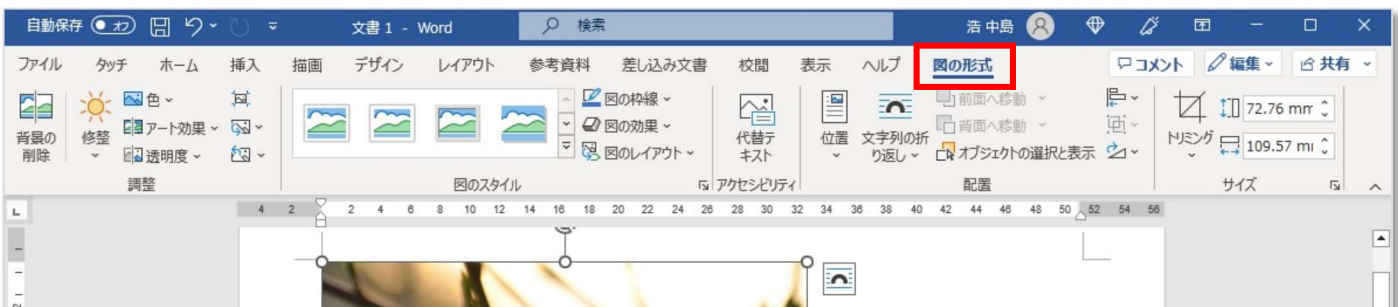 自動保存 オフ 文書 1 - Word 検索 浩 中島
ファイル タッチ ホーム 挿入 描画 デザイン レイアウト 参考資料 差し込み文書 校閲 表示 ヘルプ 図の形式 コメント 編集 共有
背景の
削除
修整
色
アート効果
透明度
調整
図の枠線
図の効果
図のレイアウト
図のスタイル
代替テ
キスト
アクセシビリティ
位置
文字列の折
り返し
前面へ移動
背面へ移動
オブジェクトの選択と表示
配置
トリミング
72.76 mm
109.57 mi
サイズ
L
4 2 2 4 6 8 10 12 14 16 18 20 22 24 26 28 30 32 34 36 38 40 42 44 46 48 50 52 54 56
2